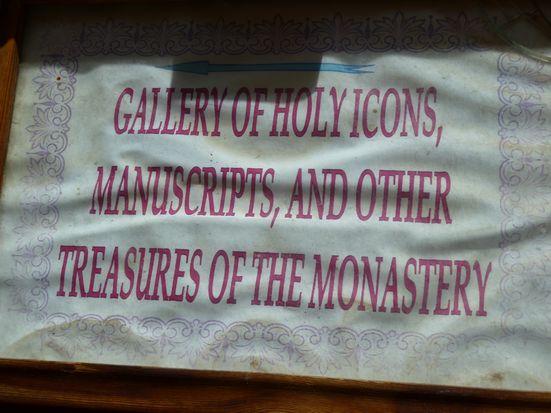 GALLERY OF HOLY ICONS,
MANUSCRIPTS, AND OTHER
TREASURES OF THE MONASTERY